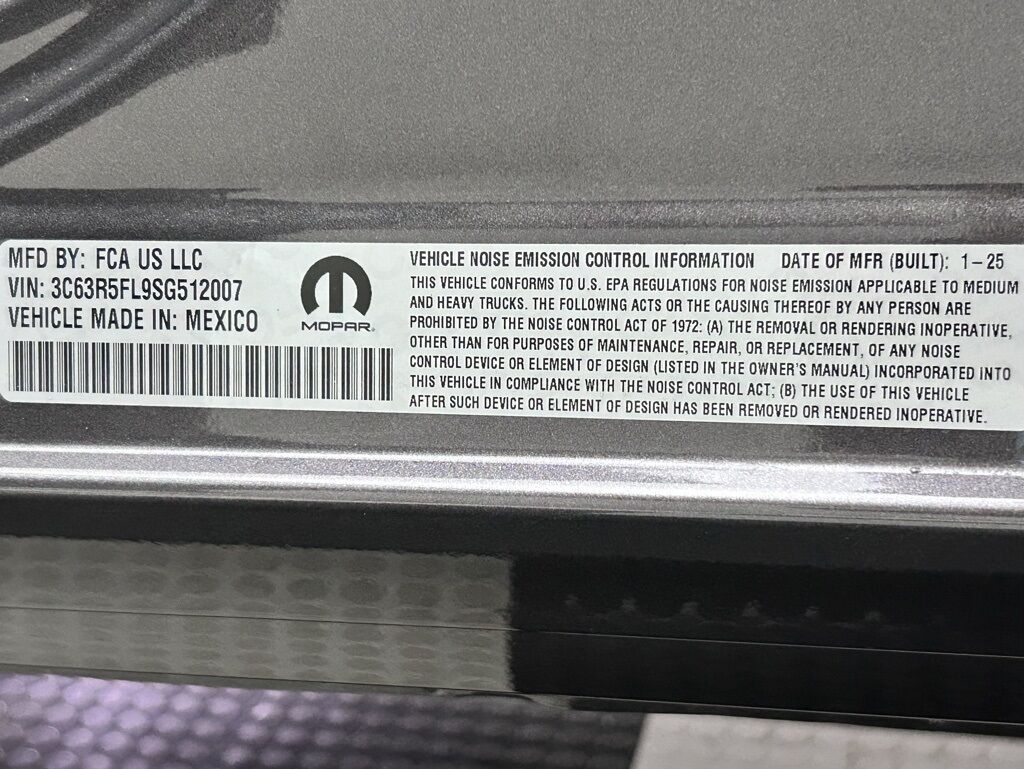 MFD BY: FCA US LLC
VIN: 3C63R5FL9SG512007
VEHICLE MADE IN: MEXICO
MOPAR®
VEHICLE NOISE EMISSION CONTROL INFORMATION DATE OF MFR (BUILT): 1-25
THIS VEHICLE CONFORMS TO U.S. EPA REGULATIONS FOR NOISE EMISSION APPLICABLE TO MEDIUM
AND HEAVY TRUCKS. THE FOLLOWING ACTS OR THE CAUSING THEREOF BY ANY PERSON ARE
PROHIBITED BY THE NOISE CONTROL ACT OF 1972: (A) THE REMOVAL OR RENDERING INOPERATIVE,
OTHER THAN FOR PURPOSES OF MAINTENANCE, REPAIR, OR REPLACEMENT, OF ANY NOISE
CONTROL DEVICE OR ELEMENT OF DESIGN (LISTED IN THE OWNER'S MANUAL) INCORPORATED INTO
THIS VEHICLE IN COMPLIANCE WITH THE NOISE CONTROL ACT; (B) THE USE OF THIS VEHICLE
AFTER SUCH DEVICE OR ELEMENT OF DESIGN HAS BEEN REMOVED OR RENDERED INOPERATIVE.